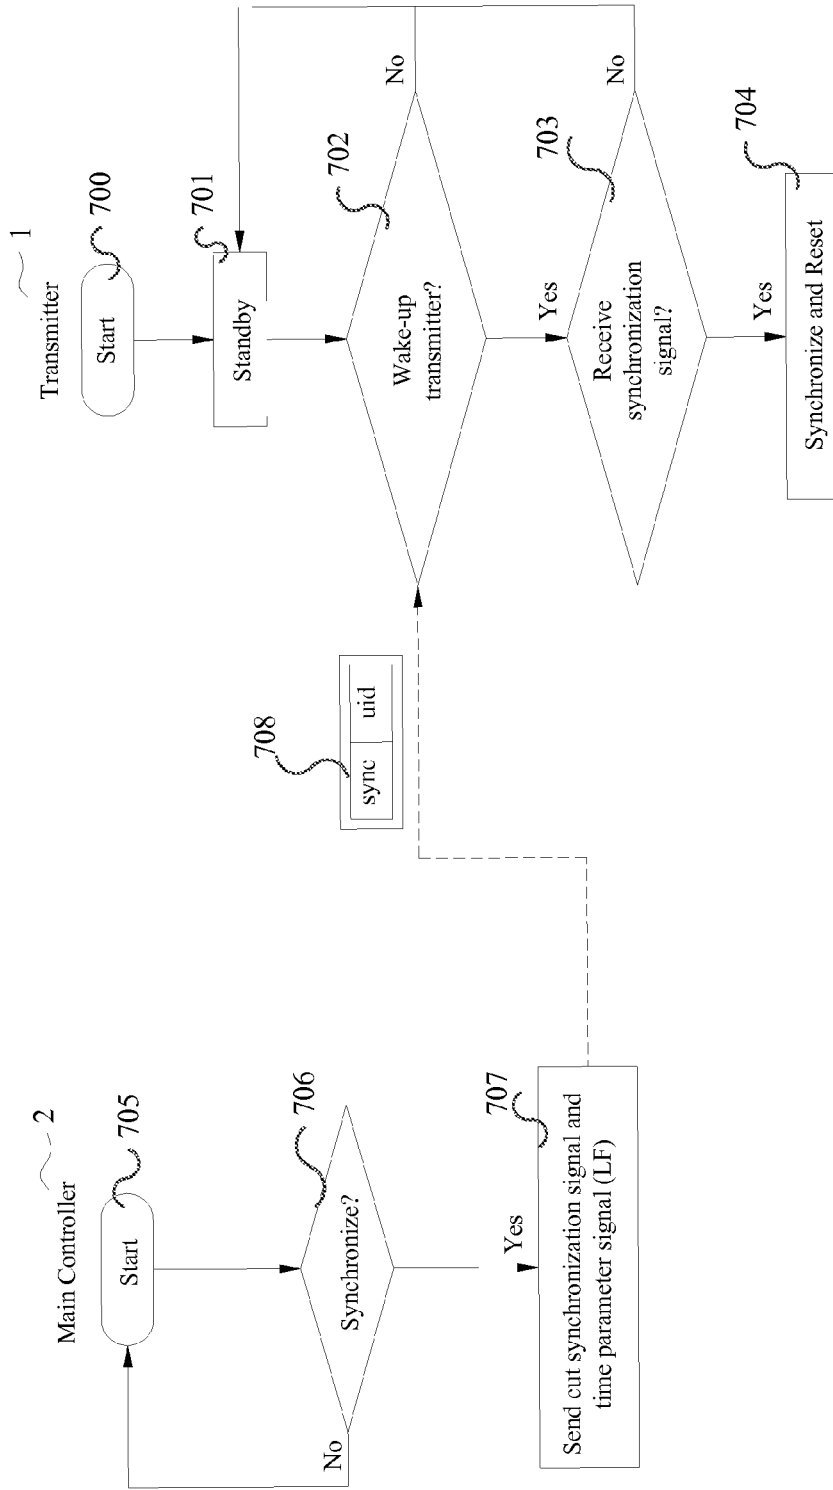 Main Controller
2
Start
705
Synchronize?
706
No
Yes
Send cut synchronization signal and
time parameter signal (LF)
707
708
sync
uid
Transmitter
1
Start
700
Standby
701
Wake-up
transmitter?
702
No
Yes
Receive
synchronization
signal?
703
No
Yes
Synchronize and Reset
704